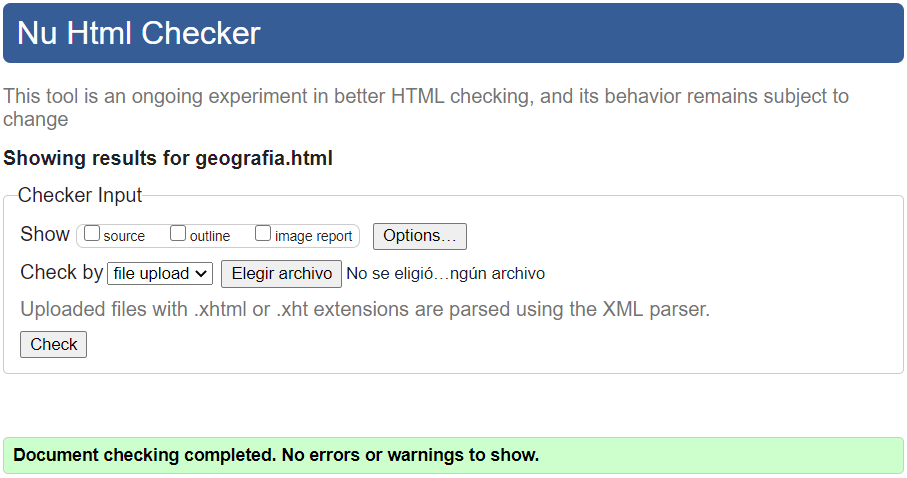 Nu Html Checker
This tool is an ongoing experiment in better HTML checking, and its behavior remains subject to
change
Showing results for geografia.html
Checker Input
Show source outline image report Options...
Check by file upload Elegir archivo No se eligió…ngún archivo
Uploaded files with .xhtml or .xht extensions are parsed using the XML parser.
Check
Document checking completed. No errors or warnings to show.